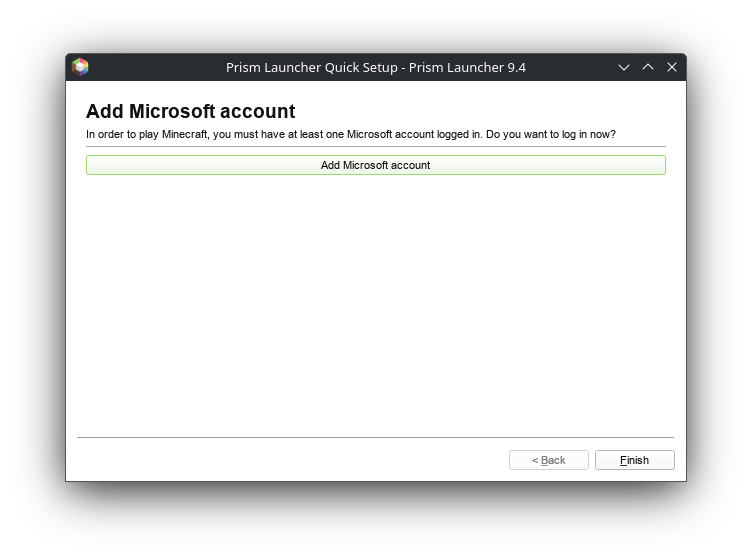 Prism Launcher Quick Setup - Prism Launcher 9.4
Add Microsoft account
In order to play Minecraft, you must have at least one Microsoft account logged in. Do you want to log in now?
Add Microsoft account
< Back Finish